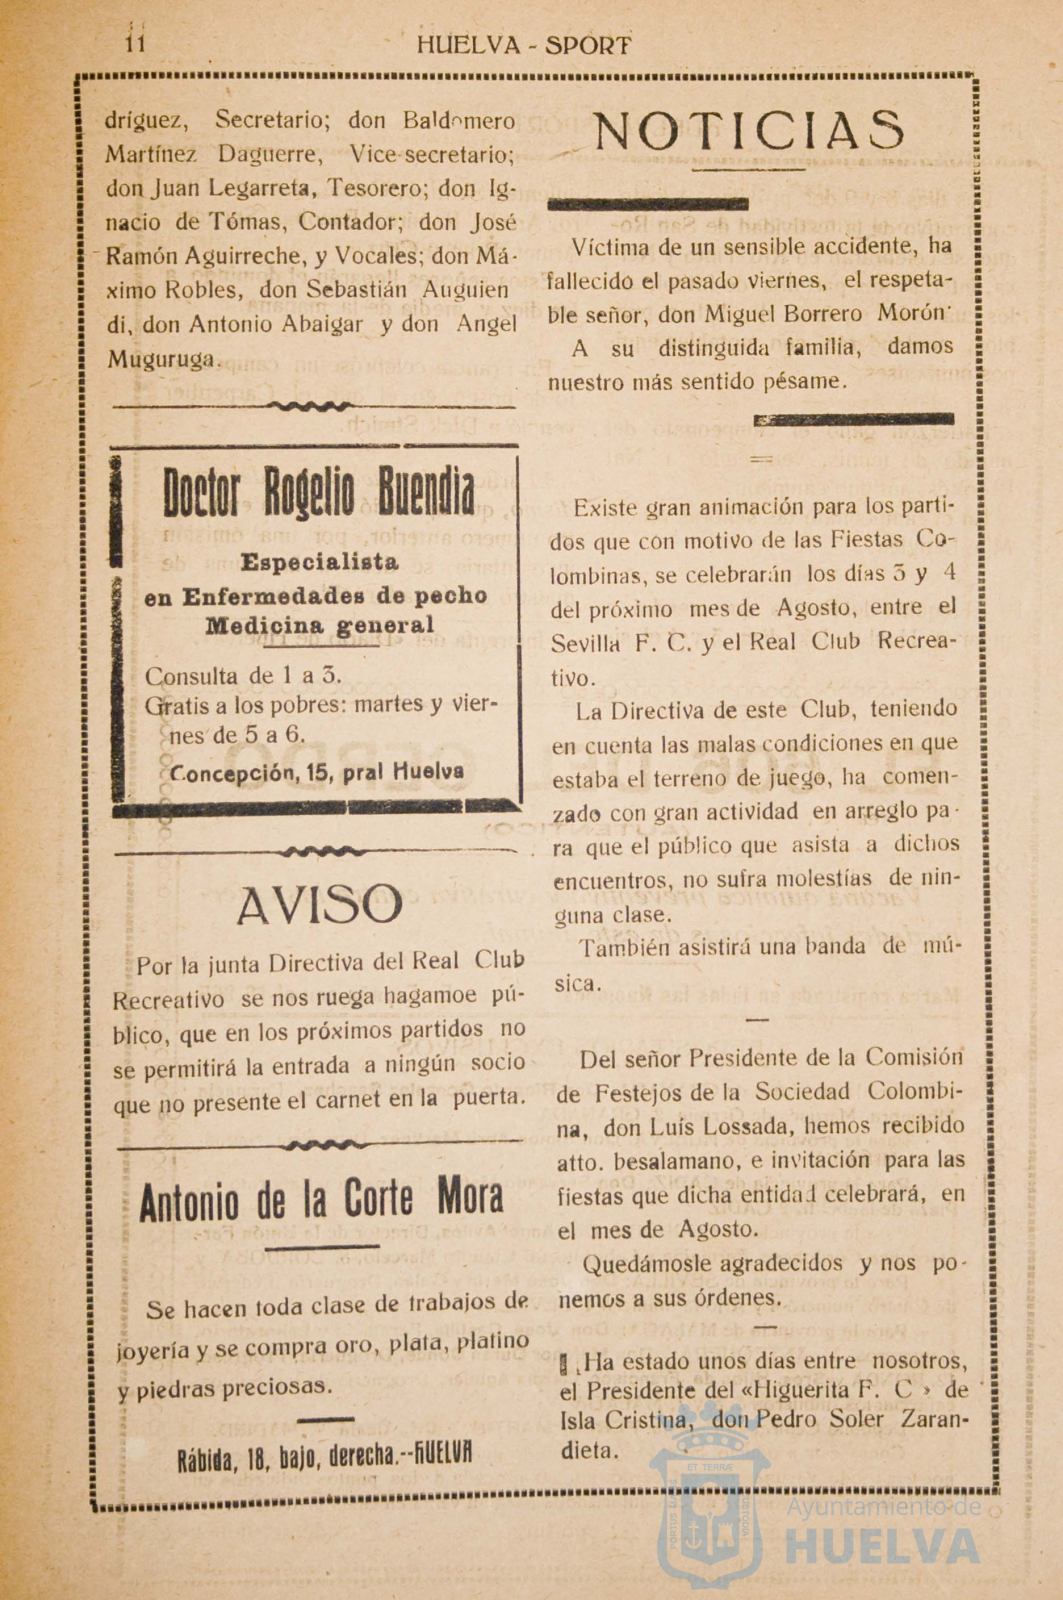 11
HUELVA - SPORT
dríguez, Secretario; don Baldomero
Martínez Daguerre, Vice-secretario;
don Juan Legarreta, Tesorero; don Ig-
nacio de Tómas, Contador; don José
Ramón Aguirreche, y Vocales; don Má-
ximo Robles, don Sebastián Auguien
di, don Antonio Abaigar y don Angel
Muguruga.
Doctor Rogelio Buendia
Especialista
en Enfermedades de pecho
Medicina general
Consulta de 1 a 3.
Gratis a los pobres: martes y vier-
nes de 5 a 6.
Concepción, 15, pral Huelva
AVISO
Por la junta Directiva del Real Club
Recreativo se nos ruega hagamoe pú-
blico, que en los próximos partidos no
se permitirá la entrada a ningún socio
que no presente el carnet en la puerta.
Antonio de la Corte Mora
Se hacen toda clase de trabajos de
joyería y se compra oro, plata, platino
y piedras preciosas.
Rábida, 18, bajo, derecha.--HUELVA
NOTICIAS
Víctima de un sensible accidente, ha
fallecido el pasado viernes, el respeta-
ble señor, don Miguel Borrero Morón
A su distinguida familia, damos
nuestro más sentido pésame.
Existe gran animación para los parti-
dos que con motivo de las Fiestas Co-
lombinas, se celebrarán los días 3 y 4
del próximo mes de Agosto, entre el
Sevilla F. C. y el Real Club Recrea-
tivo.
La Directiva de este Club, teniendo
en cuenta las malas condiciones en que
estaba el terreno de juego, ha comen-
zado con gran actividad en arreglo pa-
ra que el público que asista a dichos
encuentros, no sufra molestías de nin-
guna clase.
También asistirá una banda de mú-
sica.
Del señor Presidente de la Comisión
de Festejos de la Sociedad Colombi-
na, don Luís Lossada, hemos recibido
atto. besalamano, e invitación para las
fiestas que dicha entidad celebrará, en
el mes de Agosto.
Quedámosle agradecidos y nos po-
nemos a sus órdenes.
Ha estado unos días entre nosotros,
el Presidente del «Higuerita F. C » de
Isla Cristina, don Pedro Soler Zaran-
dieta.
Ayuntamiento de
HUELVA